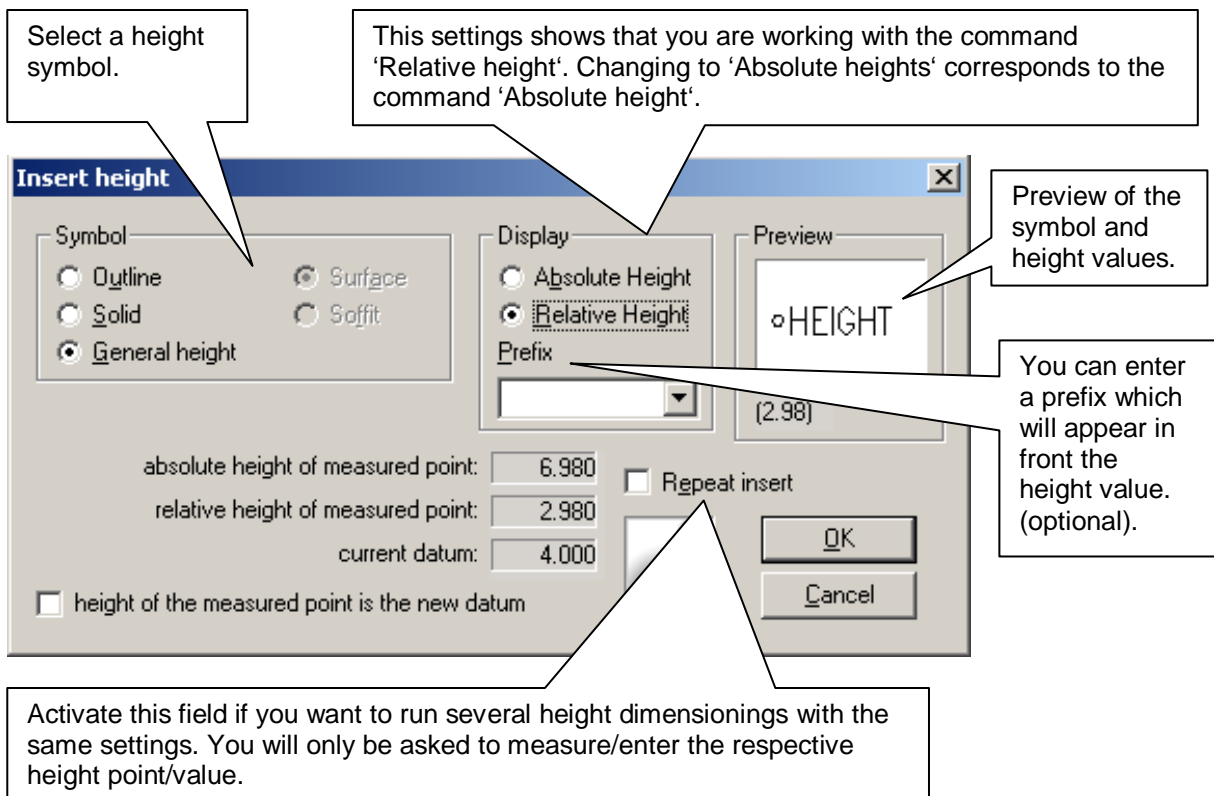 Select a height
symbol.
This settings shows that you are working with the command
‘Relative height‘. Changing to ‘Absolute heights‘ corresponds to the
command ‘Absolute height‘.
Insert height
Symbol
Outline
Surface
Solid
Soffit
General height
Display
Absolute Height
Relative Height
Prefix
Preview
HEIGHT
(2.98)
Preview of the
symbol and
height values.
You can enter
a prefix which
will appear in
front the
height value.
(optional).
absolute height of measured point: 6.980
relative height of measured point: 2.980
current datum: 4.000
height of the measured point is the new datum
Repeat insert
OK
Cancel
Activate this field if you want to run several height dimensionings with the
same settings. You will only be asked to measure/enter the respective
height point/value.